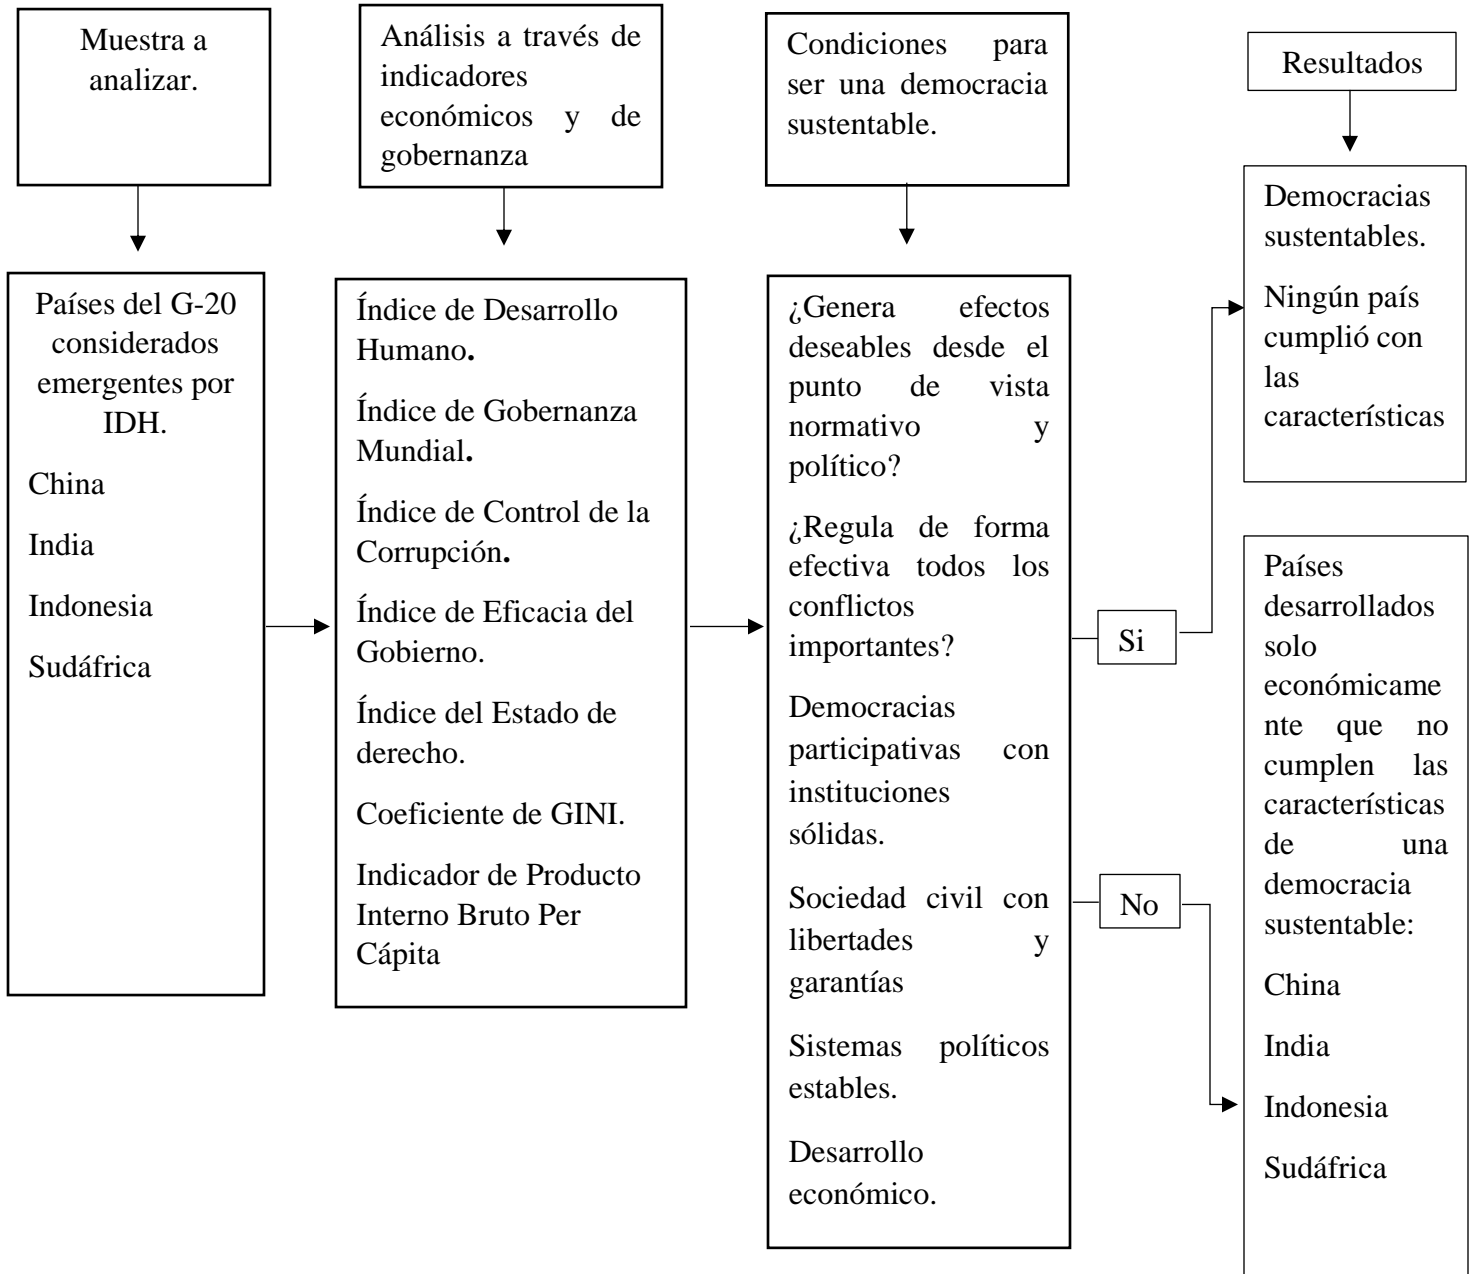 Muestra a
analizar.
Países del G-20
considerados
emergentes por
IDH.
China
India
Indonesia
Sudáfrica
Análisis a través de
indicadores
económicos y de
gobernanza
Índice de Desarrollo
Humano.
Índice de Gobernanza
Mundial.
Índice de Control de la
Corrupción.
Índice de Eficacia del
Gobierno.
Índice del Estado de
derecho.
Coeficiente de GINI.
Indicador de Producto
Interno Bruto Per
Cápita
Condiciones para
ser una democracia
sustentable.
¿Genera efectos
deseables desde el
punto de vista
normativo y
político?
¿Regula de forma
efectiva todos los
conflictos
importantes?
Democracias
participativas con
instituciones
sólidas.
Sociedad civil con
libertades y
garantías
Sistemas políticos
estables.
Desarrollo
económico.
Si
No
Resultados
Democracias
sustentables.
Ningún país
cumplió con
las
características
Países
desarrollados
solo
económicame
nte que no
cumplen las
características
de una
democracia
sustentable:
China
India
Indonesia
Sudáfrica